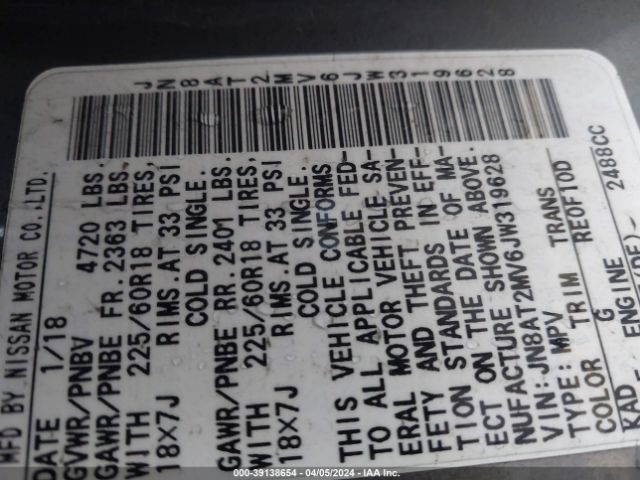 JN8AT2MV6JW319628
MFD BY NISSAN MOTOR CO.,LTD.
DATE 1/18
GVWR/PNBV 4720 LBS.
GAWR/PNBE FR. 2363 LBS.
WITH 225/60R18 TIRES,
18X7J RIMS.AT 33 PSI
COLD SINGLE.
GAWR/PNBE RR. 2401 LBS.
WITH 225/60R18 TIRES,
18X7J RIMS.AT 33 PSI
COLD SINGLE.
THIS VEHICLE CONFORMS
TO ALL APPLICABLE FED-
ERAL MOTOR VEHICLE SA-
FETY AND THEFT PREVEN-
TION STANDARDS IN EFF-
ECT ON THE DATE OF MA-
NUFACTURE SHOWN ABOVE.
VIN:JN8AT2MV6JW319628
TYPE:MPV
COLOR TRIM TRANS
KAD G RE0F10D
ENGINE 2488CC
000-39138654 - 04/05/2024 - IAA Inc.